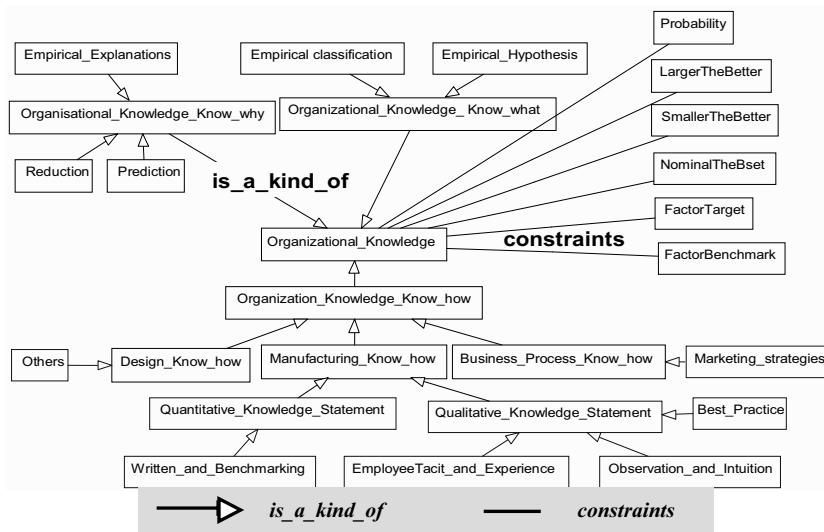 Probability
Empirical_Explanations
Empirical classification
Empirical_Hypothesis
LargerTheBetter
Organisational_Knowledge_Know_why
Organizational_Knowledge_ Know_what
SmallerTheBetter
Reduction
Prediction
is_a_kind_of
NominalTheBset
FactorTarget
Organizational_Knowledge
constraints
FactorBenchmark
Organization_Knowledge_Know_how
Others
Design_Know_how
Manufacturing_Know_how
Business_Process_Know_how
Marketing_strategies
Quantitative_Knowledge_Statement
Qualitative_Knowledge_Statement
Best_Practice
Written_and_Benchmarking
EmployeeTacit_and_Experience
Observation_and_Intuition
is_a_kind_of
constraints